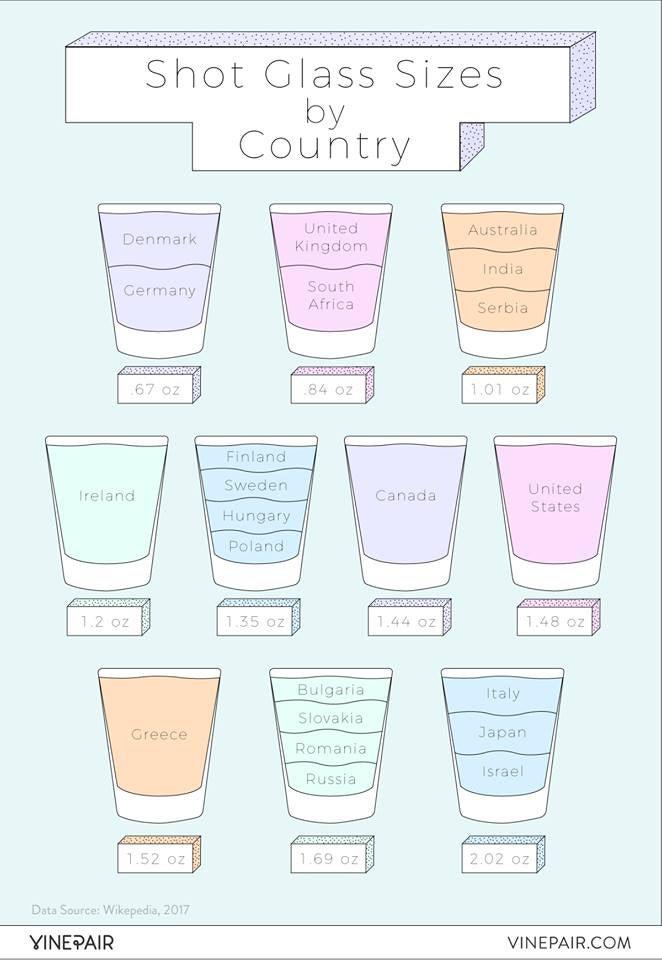 Shot Glass Sizes
by
Country
Denmark
Germany
.67 oz
United
Kingdom
South
Africa
.84 oz
Australia
India
Serbia
1.01 oz
Ireland
1.2 oz
Finland
Sweden
Hungary
Poland
1.35 oz
Canada
1.44 oz
United
States
1.48 oz
Greece
1.52 oz
Bulgaria
Slovakia
Romania
Russia
1.69 oz
Italy
Japan
Israel
2.02 oz
Data Source: Wikepedia, 2017
VINEPAIR
VINEPAIR.COM